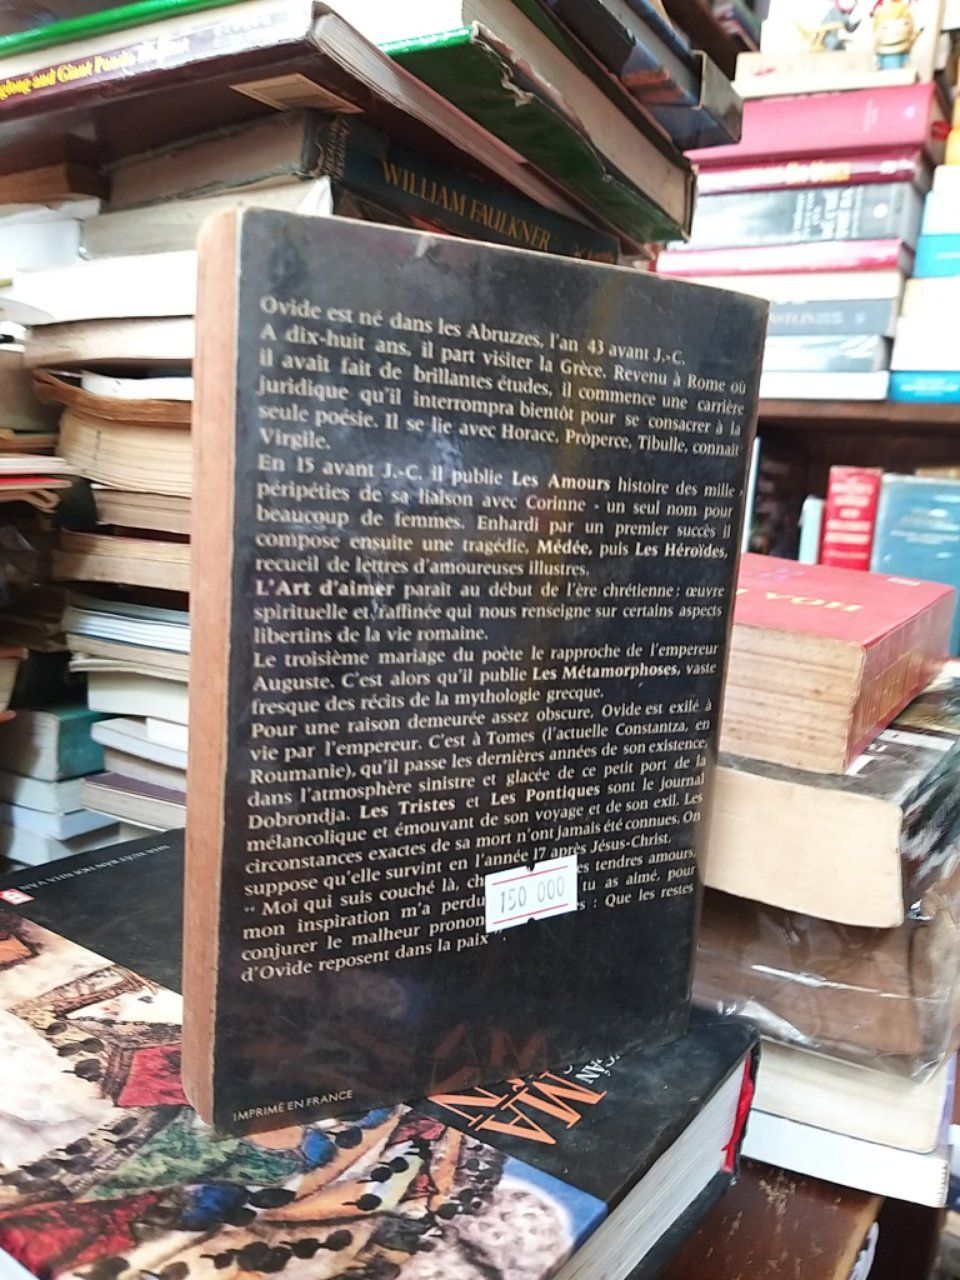 and Giant Panda
WILLIAM FAULKNER
Ovide est né dans les Abruzzes, l'an 43 avant J.-C.
A dix-huit ans, il part visiter la Grèce. Revenu à Rome où
il avait fait de brillantes études, il commence une carrière
juridique qu'il interrompra bientôt pour se consacrer à la
seule poésie. Il se lie avec Horace, Properce, Tibulle, connaît
Virgile.
En 15 avant J.-C. il publie Les Amours histoire des mille
péripéties de sa liaison avec Corinne - un seul nom pour
beaucoup de femmes. Enhardi par un premier succès il
compose ensuite une tragédie, Médée, puis Les Héroïdes,
recueil de lettres d'amoureuses illustres.
L'Art d'aimer paraît au début de l'ère chrétienne : œuvre
spirituelle et raffinée qui nous renseigne sur certains aspects
libertins de la vie romaine.
Le troisième mariage du poète le rapproche de l'empereur
Auguste. C'est alors qu'il publie Les Métamorphoses, vaste
fresque des récits de la mythologie grecque.
Pour une raison demeurée assez obscure, Ovide est exilé à
vie par l'empereur. C'est à Tomes (l'actuelle Constantza, en
Roumanie), qu'il passe les dernières années de son existence,
dans l'atmosphère sinistre et glacée de ce petit port de la
Dobrondja. Les Tristes et Les Pontiques sont le journal
mélancolique et émouvant de son voyage et de son exil. Les
circonstances exactes de sa mort n'ont jamais été connues. On
suppose qu'elle survint en l'année 17 après Jésus-Christ.
" Moi qui suis couché là, ch es tendres amours,
mon inspiration m'a perdu tu as aimé, pour
conjurer le malheur pronon s : Que les restes
d'Ovide reposent dans la paix ".
150 000
IMPRIMÉ EN FRANCE
NHÀ XUẤT BẢN HỘI NHÀ VĂN